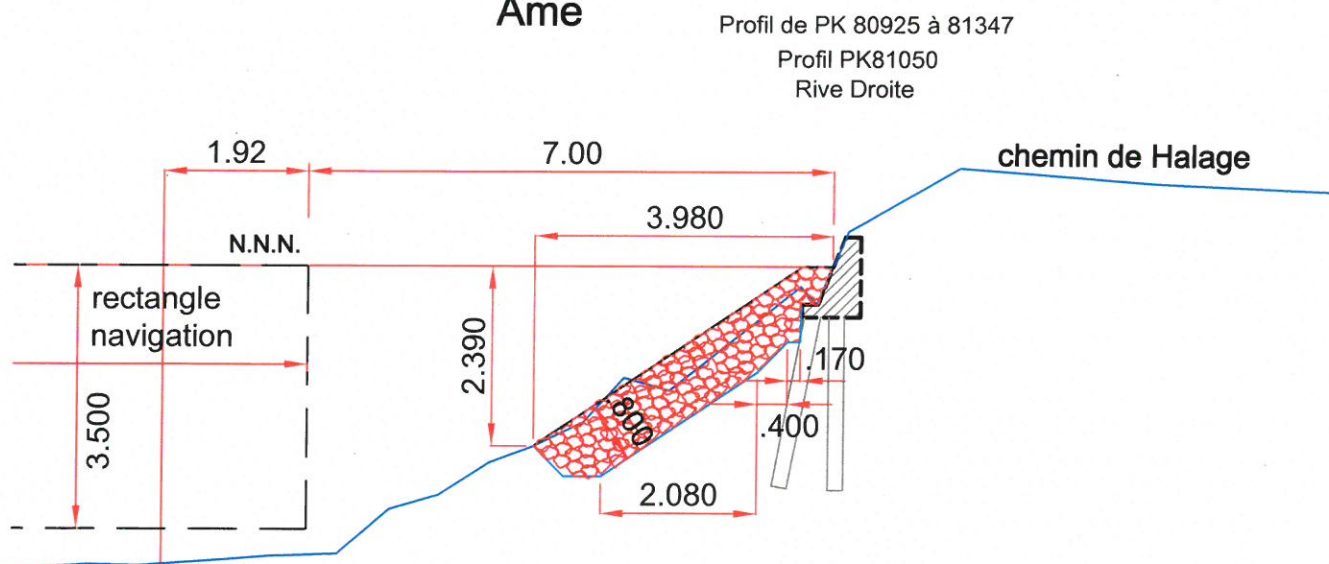 Ame
Profil de PK 80925 à 81347
Profil PK81050
Rive Droite
1.92
7.00
chemin de Halage
3.980
N.N.N.
rectangle
navigation
2.390
3.500
.170
800
.400
2.080